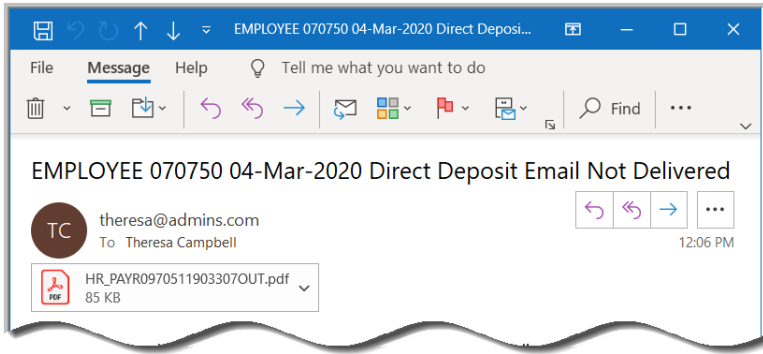 EMPLOYEE 070750 04-Mar-2020 Direct Deposi...
File Message Help Tell me what you want to do
Find
EMPLOYEE 070750 04-Mar-2020 Direct Deposit Email Not Delivered
TC
theresa@admins.com
To Theresa Campbell
12:06 PM
HR_PAYR0970511903307OUT.pdf
PDF
85 KB